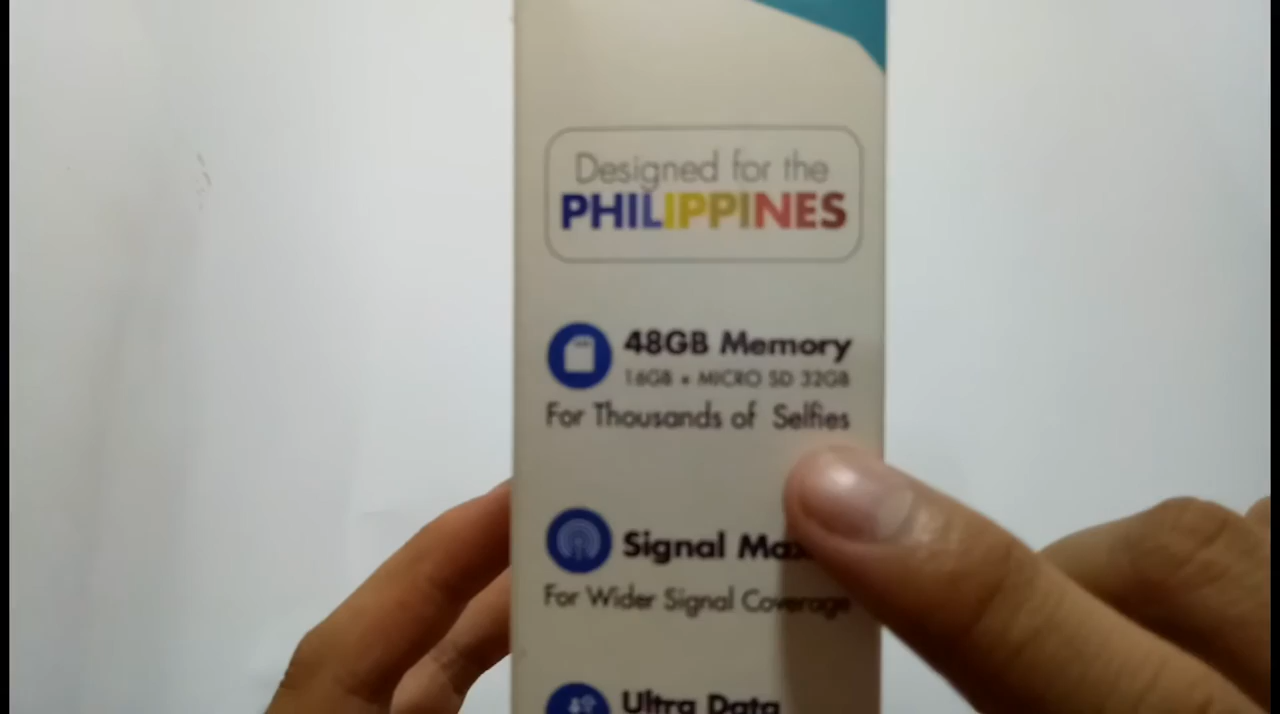 Designed for the
PHILIPPINES
48GB Memory
16GB + MICRO SD 32GB
For Thousands of Selfies
Signal Max
For Wider Signal Coverage
Ultra Data